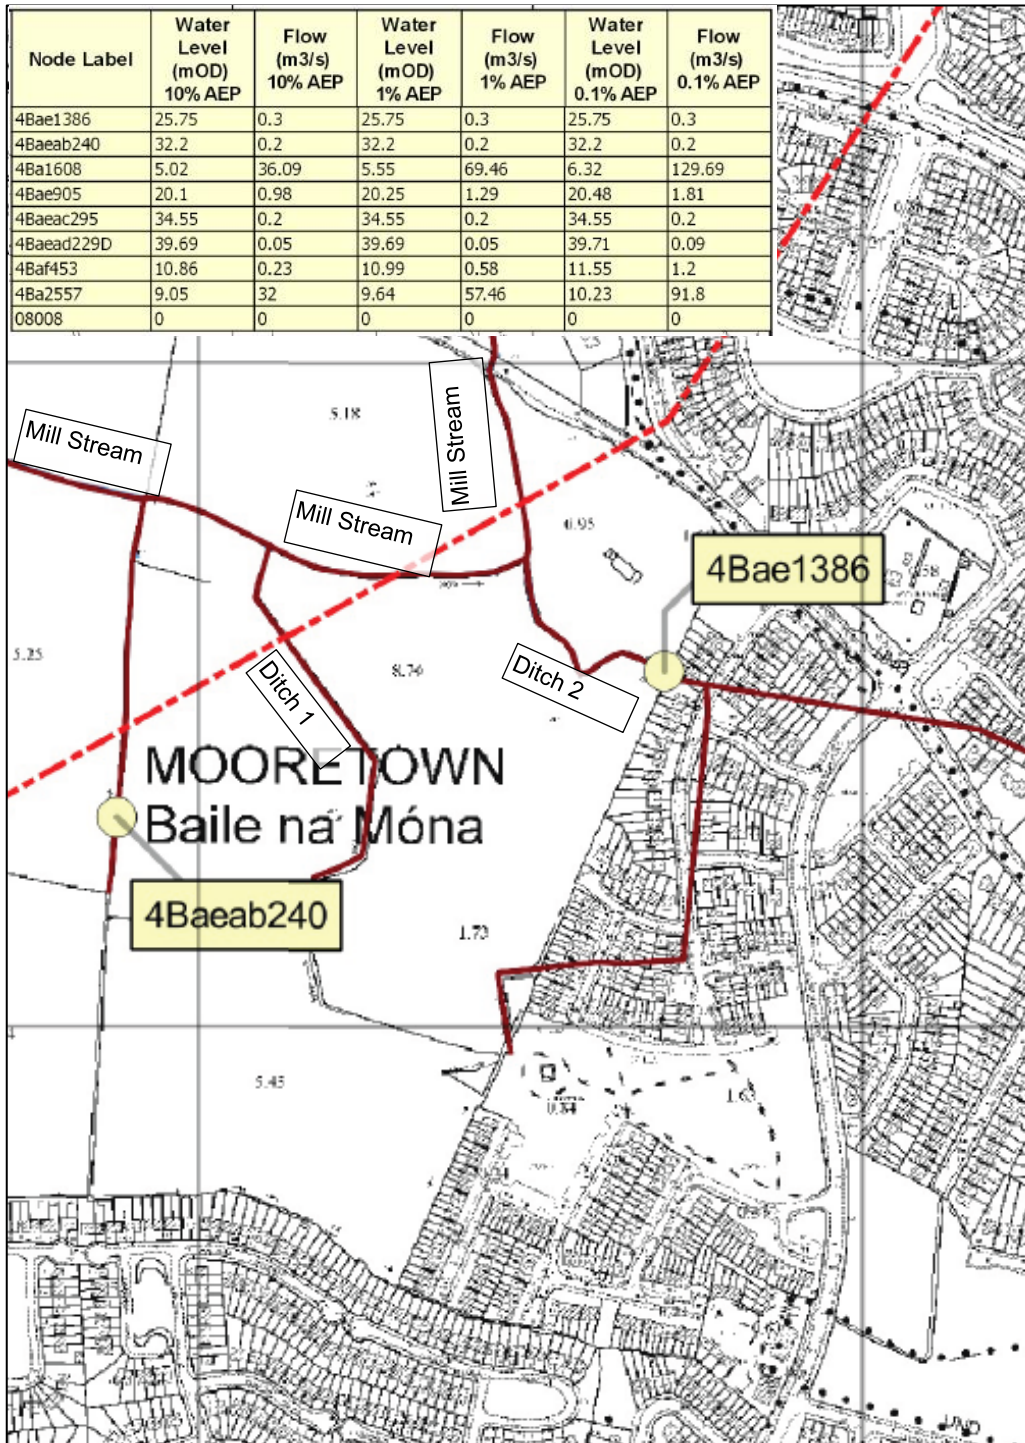 Node Label Water Level (mOD) 10% AEP Flow (m3/s) 10% AEP Water Level (mOD) 1% AEP Flow (m3/s) 1% AEP Water Level (mOD) 0.1% AEP Flow (m3/s) 0.1% AEP
4Bae1386 25.75 0.3 25.75 0.3 25.75 0.3
4Baeab240 32.2 0.2 32.2 0.2 32.2 0.2
4Ba1608 5.02 36.09 5.55 69.46 6.32 129.69
4Bae905 20.1 0.98 20.25 1.29 20.48 1.81
4Baeac295 34.55 0.2 34.55 0.2 34.55 0.2
4Baead229D 39.69 0.05 39.69 0.05 39.71 0.09
4Baf453 10.86 0.23 10.99 0.58 11.55 1.2
4Ba2557 9.05 32 9.64 57.46 10.23 91.8
08008 0 0 0 0 0 0
Mill Stream
5.18
Mill Stream
Mill Stream
6.95
4Bae1386
5.25
8.76
Ditch 1
Ditch 2
MOORETOWN
Baile na Móna
4Baeab240
1.73
5.45
0.84
UND